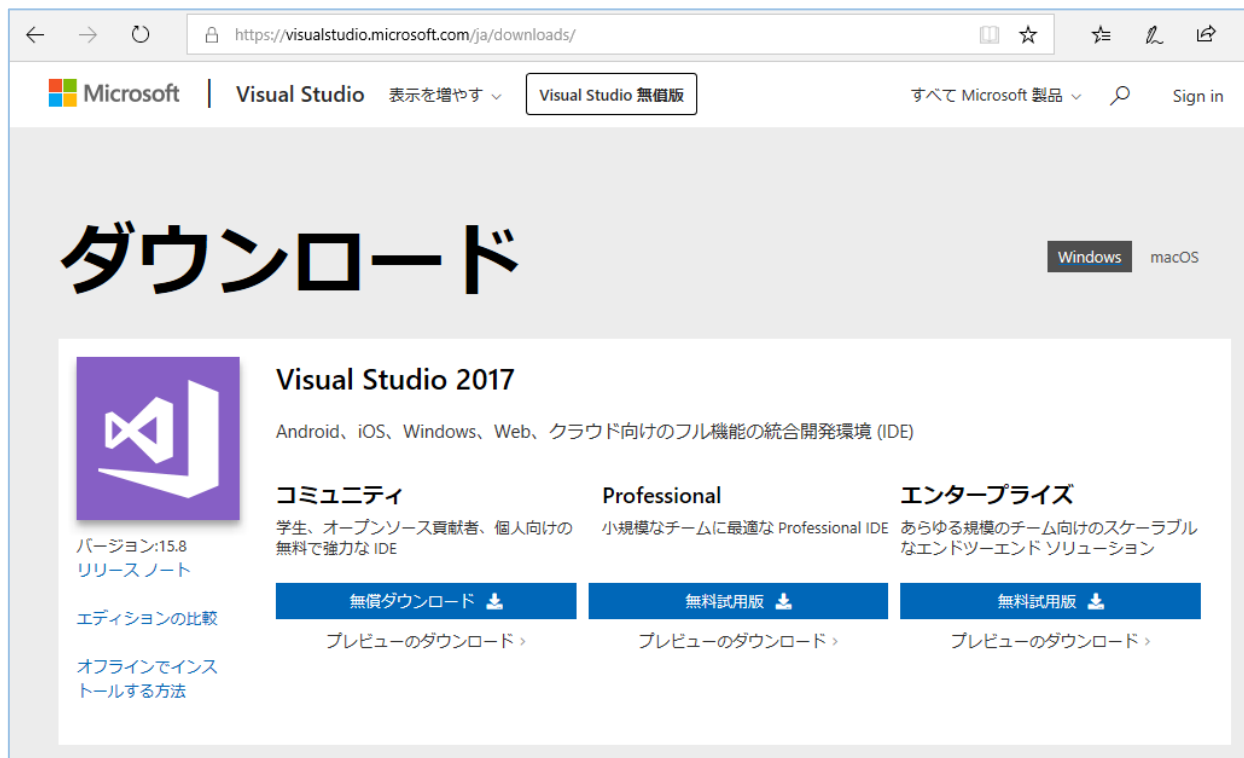 https://visualstudio.microsoft.com/ja/downloads/
Microsoft | Visual Studio 表示を増やす Visual Studio 無償版 すべて Microsoft 製品 Sign in
ダウンロード
Windows macOS
Visual Studio 2017
Android、iOS、Windows、Web、クラウド向けのフル機能の統合開発環境 (IDE)
コミュニティ
学生、オープンソース貢献者、個人向けの
無料で強力な IDE
無償ダウンロード
プレビューのダウンロード
Professional
小規模なチームに最適な Professional IDE
無料試用版
プレビューのダウンロード
エンタープライズ
あらゆる規模のチーム向けのスケーラブル
なエンドツーエンド ソリューション
無料試用版
プレビューのダウンロード
バージョン:15.8
リリース ノート
エディションの比較
オフラインでインス
トールする方法